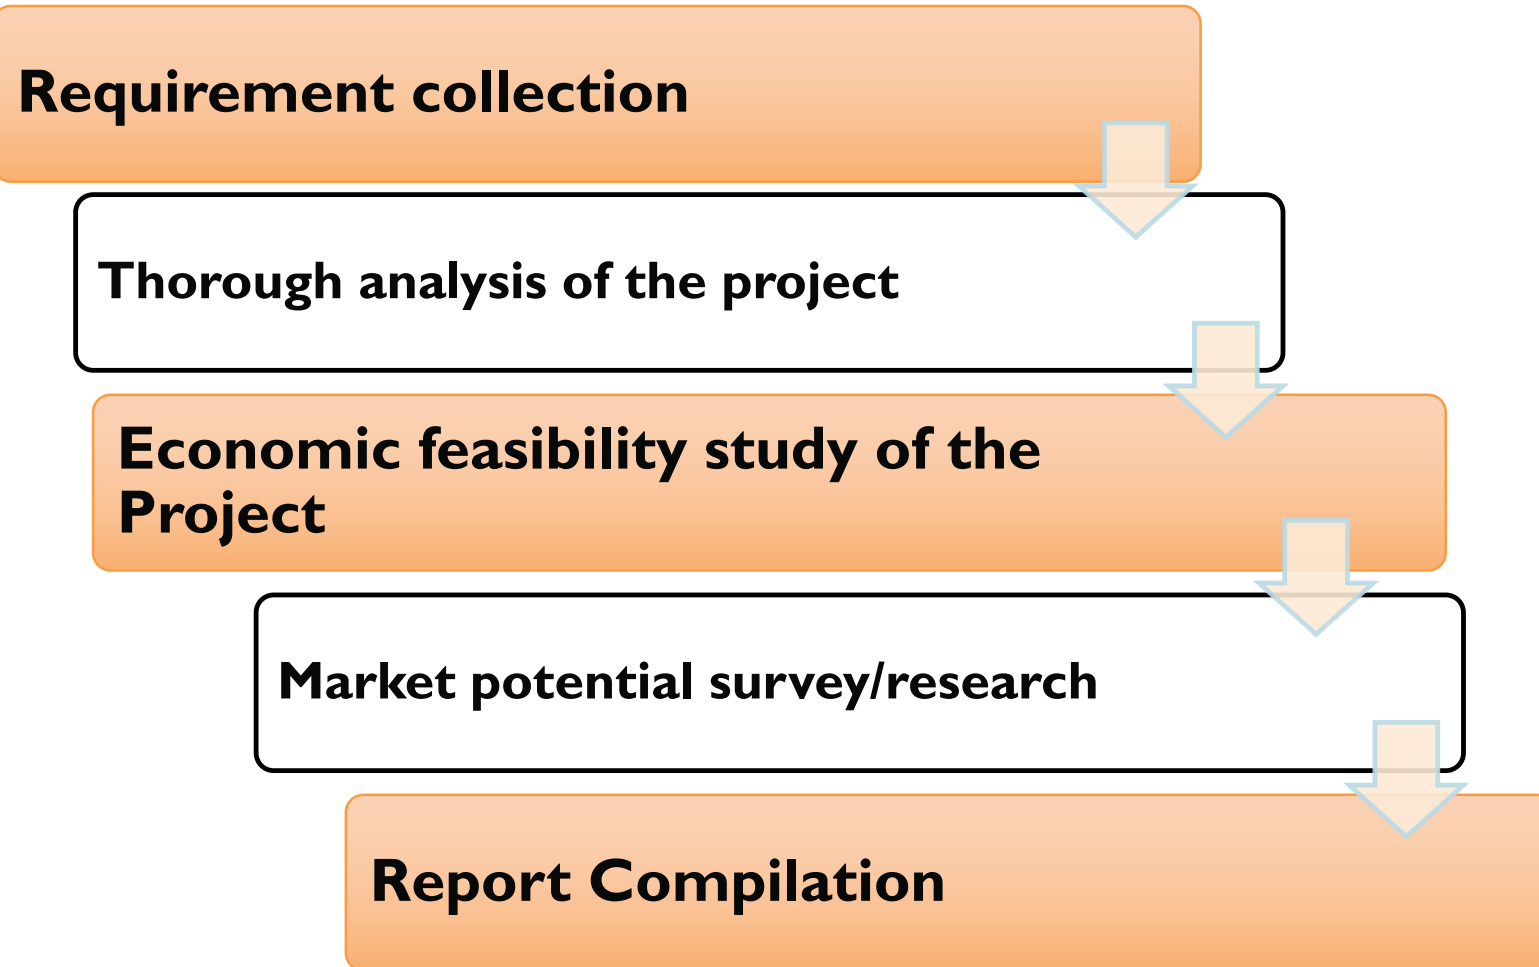 Requirement collection
Thorough analysis of the project
Economic feasibility study of the
Project
Market potential survey/research
Report Compilation